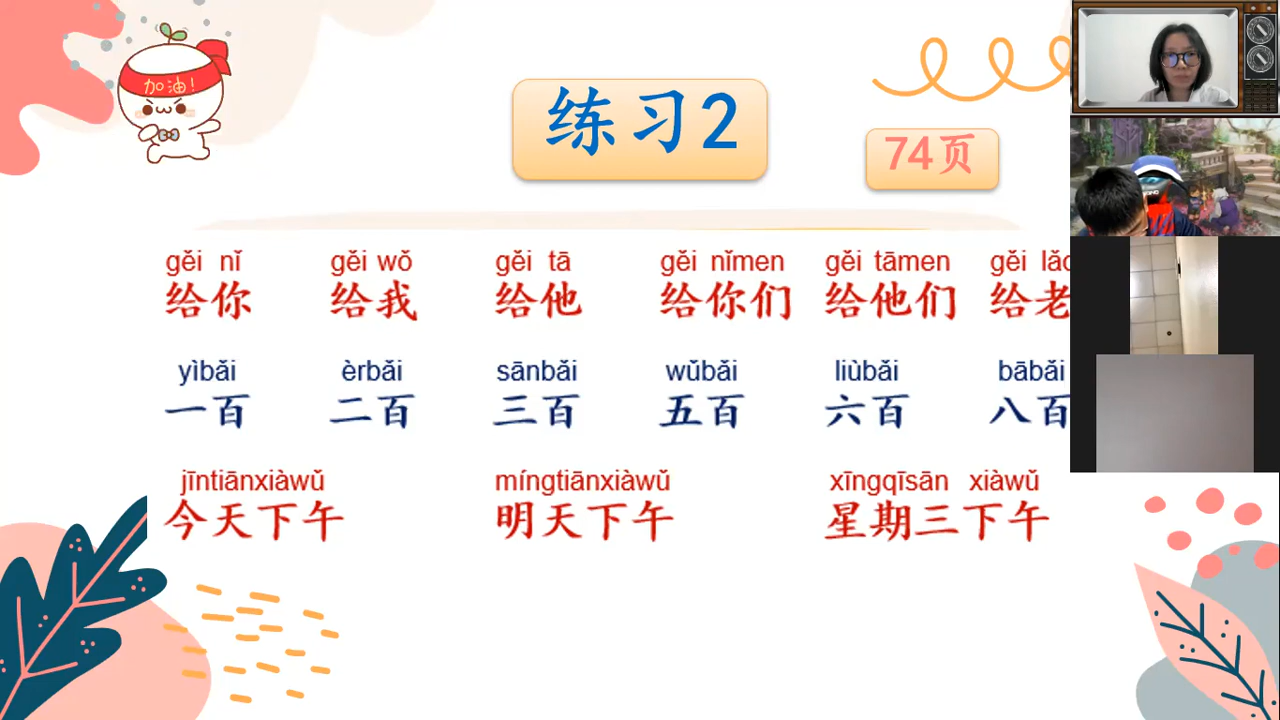 加油!
练习2
74页
gěi nǐ gěi wǒ gěi tā gěi nǐmen gěi tāmen gěi
给你 给我 给他 给你们 给他们 给老
yìbǎi èrbǎi sānbǎi wǔbǎi liùbǎi bābǎi
一百 二百 三百 五百 六百 八百
jīntiānxiàwǔ míngtiānxiàwǔ xīngqīsān xiàwǔ
今天下午 明天下午 星期三下午